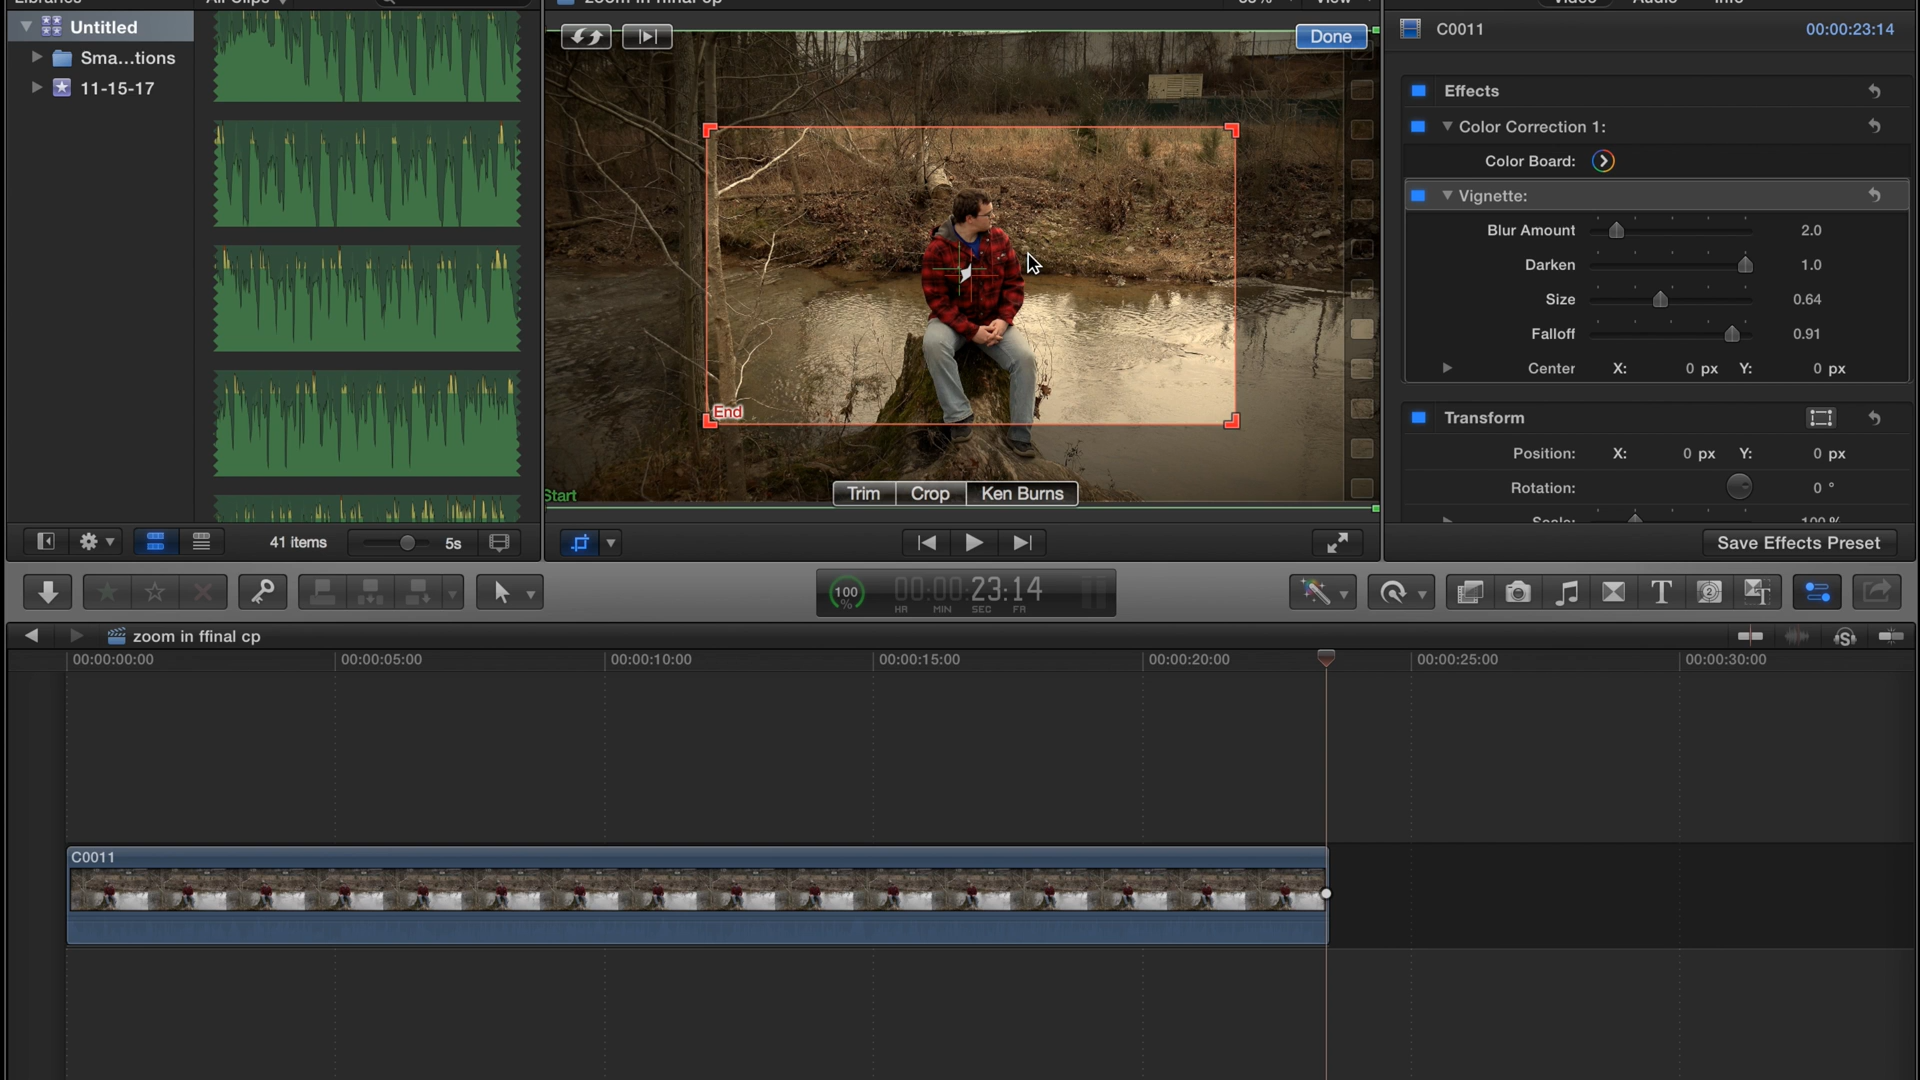 Untitled
Sma...tions
11-15-17
42 items
5s
Done
End
Start
Trim
Crop
Ken Burns
C0011
00:00:23:14
Effects
Color Correction 1:
Color Board:
Vignette:
Blur Amount 2.0
Darken 1.0
Size 0.64
Falloff 0.91
Center X: 0 px Y: 0 px
Transform
Position: X: 0 px Y: 0 px
Rotation: 0 °
Save Effects Preset
100 %
00:00:23:14
HR MIN SEC FR
T
zoom in ffinal cp
S
00:00:00:00 00:00:05:00 00:00:10:00 00:00:15:00 00:00:20:00 00:00:25:00 00:00:30:00
C0011